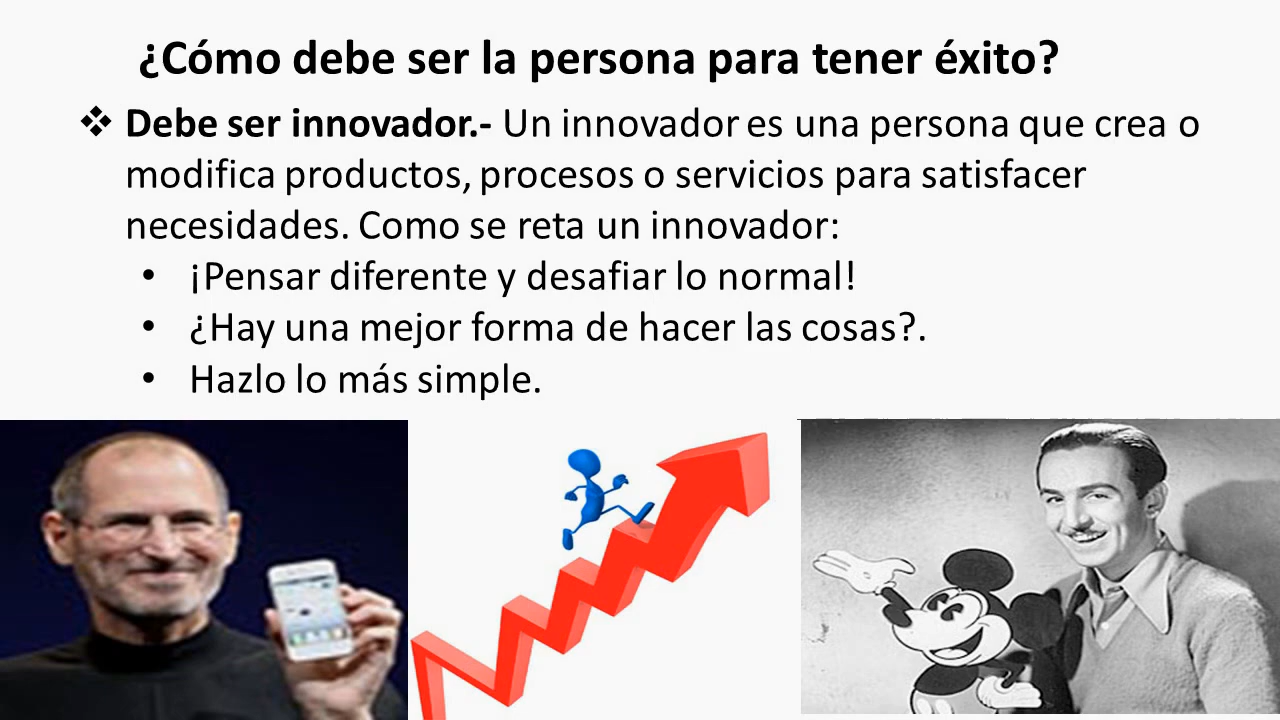 ¿Cómo debe ser la persona para tener éxito?
❖ Debe ser innovador.- Un innovador es una persona que crea o
modifica productos, procesos o servicios para satisfacer
necesidades. Como se reta un innovador:
• ¡Pensar diferente y desafiar lo normal!
• ¿Hay una mejor forma de hacer las cosas?.
• Hazlo lo más simple.